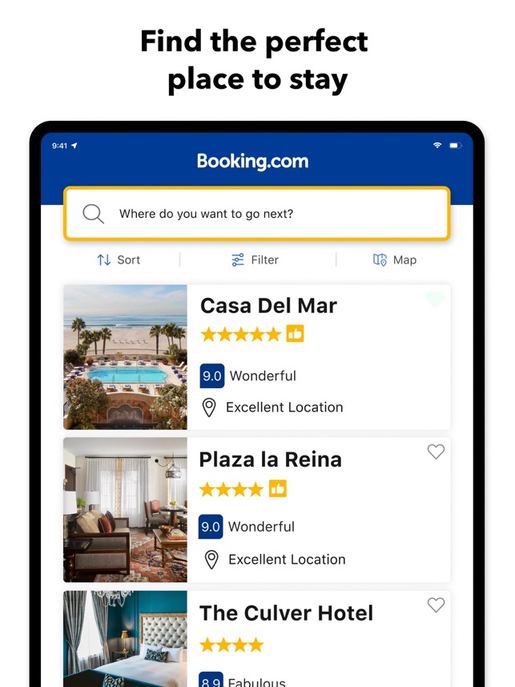 Find the perfect
place to stay
9:41
Booking.com
Where do you want to go next?
Sort
Filter
Map
Casa Del Mar
9.0 Wonderful
Excellent Location
Plaza la Reina
9.0 Wonderful
Excellent Location
The Culver Hotel
8.9 Fabulous